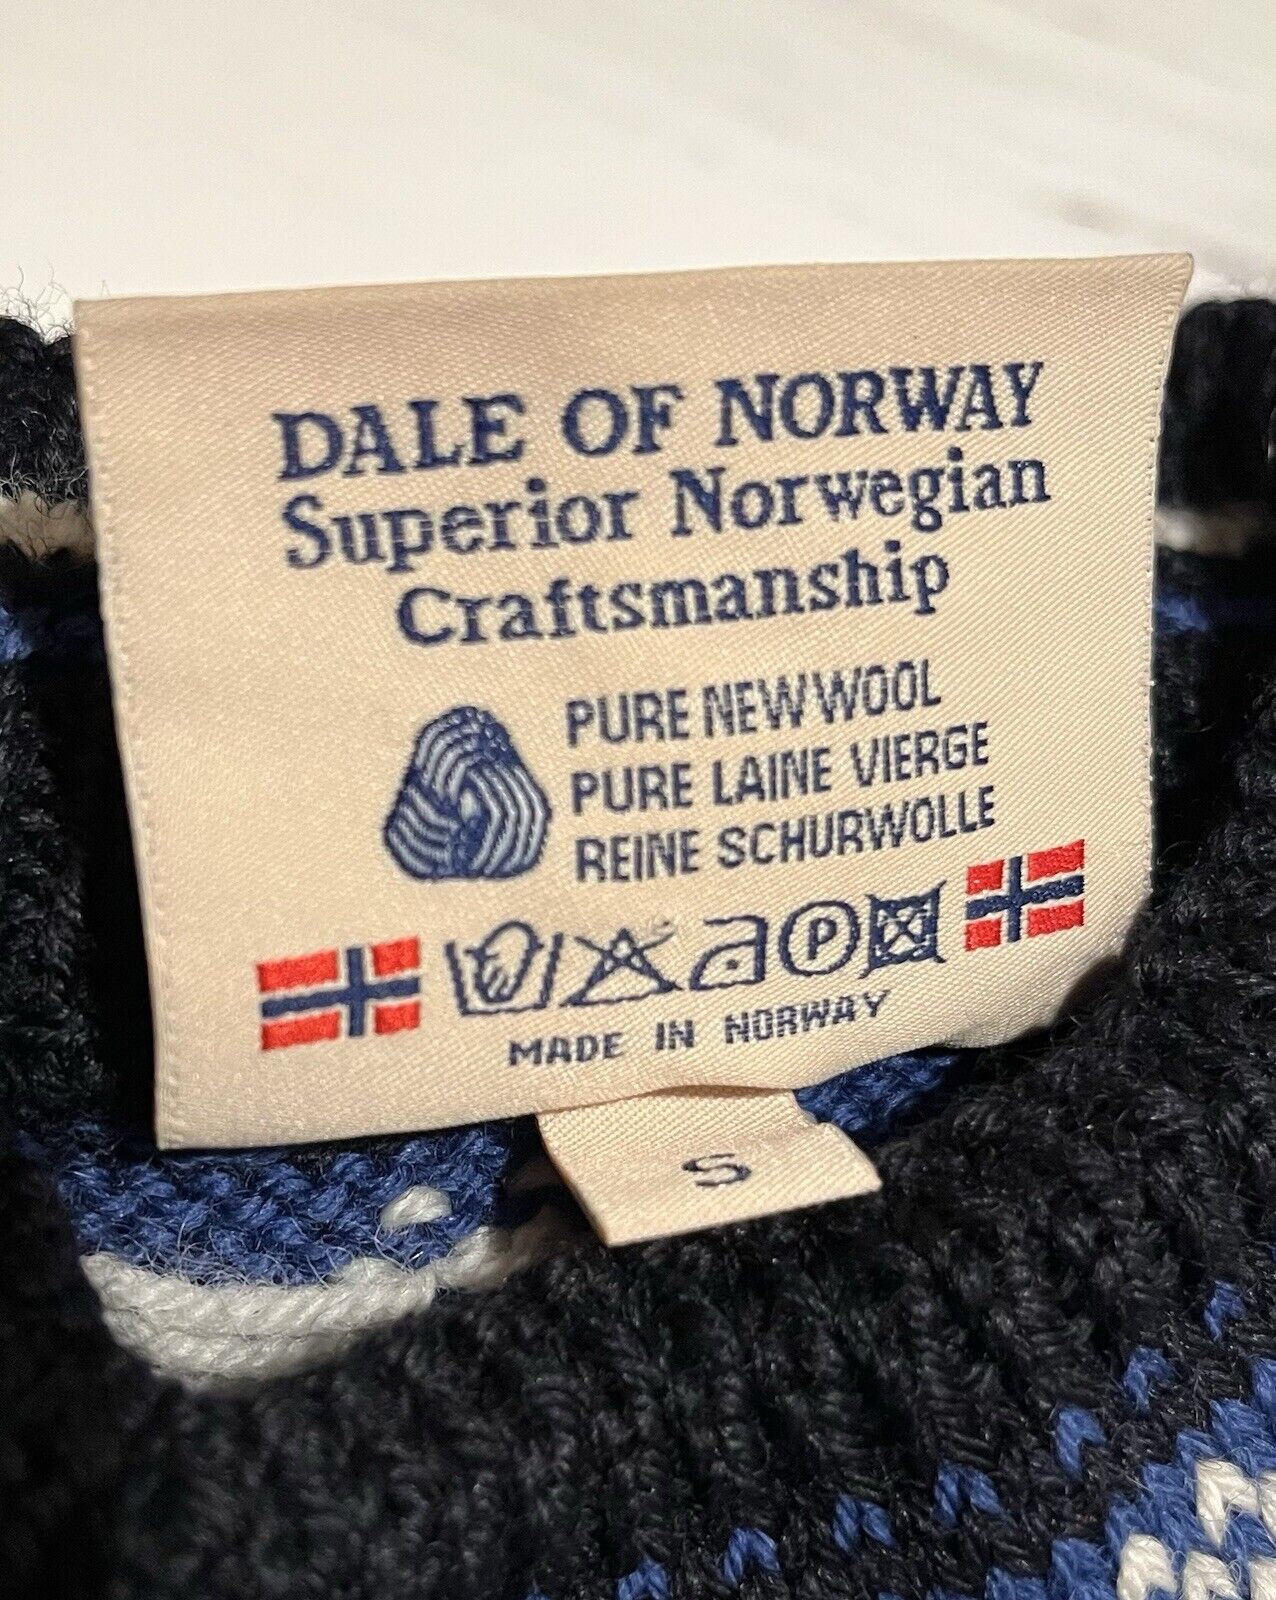 DALE OF NORWAY
Superior Norwegian
Craftsmanship
PURE NEW WOOL
PURE LAINE VIERGE
REINE SCHURWOLLE
P
MADE IN NORWAY
S